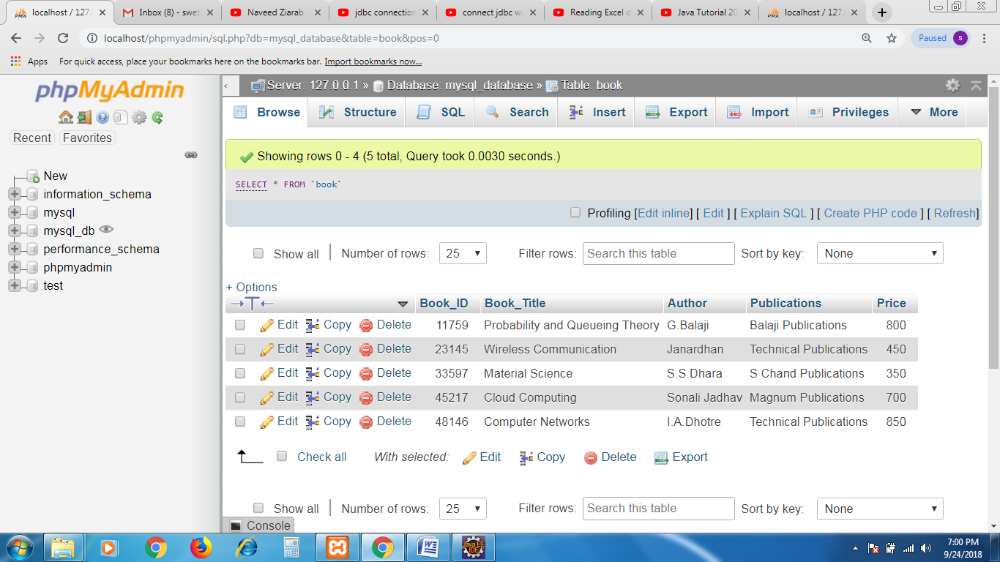 localhost / 127. Inbox (8) - swet Naveed Ziarab - jdbc connection connect jdbc wi Reading Excel d Java Tutorial 20 localhost / 127.
localhost/phpmyadmin/sql.php?db=mysql_database&table=book&pos=0 Paused s
Apps For quick access, place your bookmarks here on the bookmarks bar. Import bookmarks now...
phpMyAdmin
Recent Favorites
New
information_schema
mysql
mysql_db
performance_schema
phpmyadmin
test
Server: 127.0.0.1 » Database: mysql_database » Table: book
Browse Structure SQL Search Insert Export Import Privileges More
Showing rows 0 - 4 (5 total, Query took 0.0030 seconds.)
SELECT * FROM `book`
Profiling [Edit inline] [ Edit ] [ Explain SQL ] [ Create PHP code ] [ Refresh]
Show all Number of rows: 25 Filter rows: Search this table Sort by key: None
+ Options
Book_ID Book_Title Author Publications Price
Edit Copy Delete 11759 Probability and Queueing Theory G.Balaji Balaji Publications 800
Edit Copy Delete 23145 Wireless Communication Janardhan Technical Publications 450
Edit Copy Delete 33597 Material Science S.S.Dhara S Chand Publications 350
Edit Copy Delete 45217 Cloud Computing Sonali Jadhav Magnum Publications 700
Edit Copy Delete 48146 Computer Networks I.A.Dhotre Technical Publications 850
Check all With selected: Edit Copy Delete Export
Show all Number of rows: 25 Filter rows: Search this table Sort by key: None
Console
Java EE
IDE
7:00 PM
9/24/2018